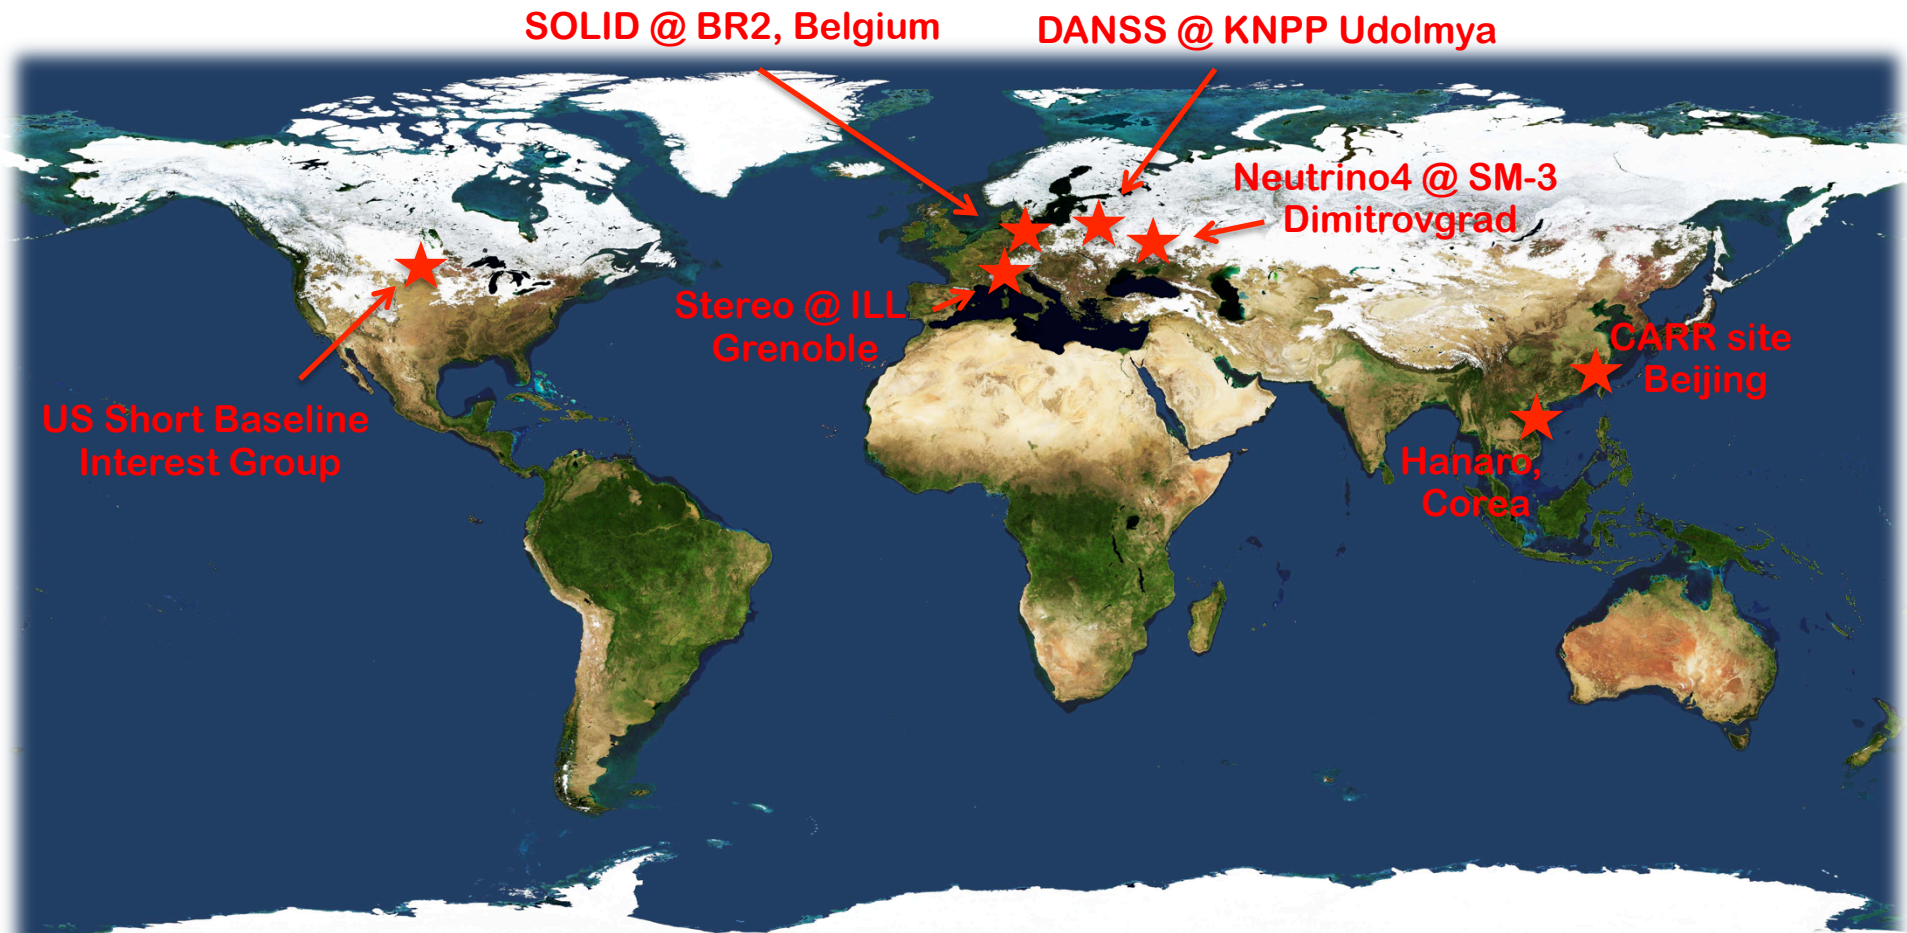 SOLID @ BR2, Belgium
DANSS @ KNPP Udolmya
Neutrino4 @ SM-3
Dimitrovgrad
Stereo @ ILL
Grenoble
CARR site
Beijing
US Short Baseline
Interest Group
Hanaro,
Corea